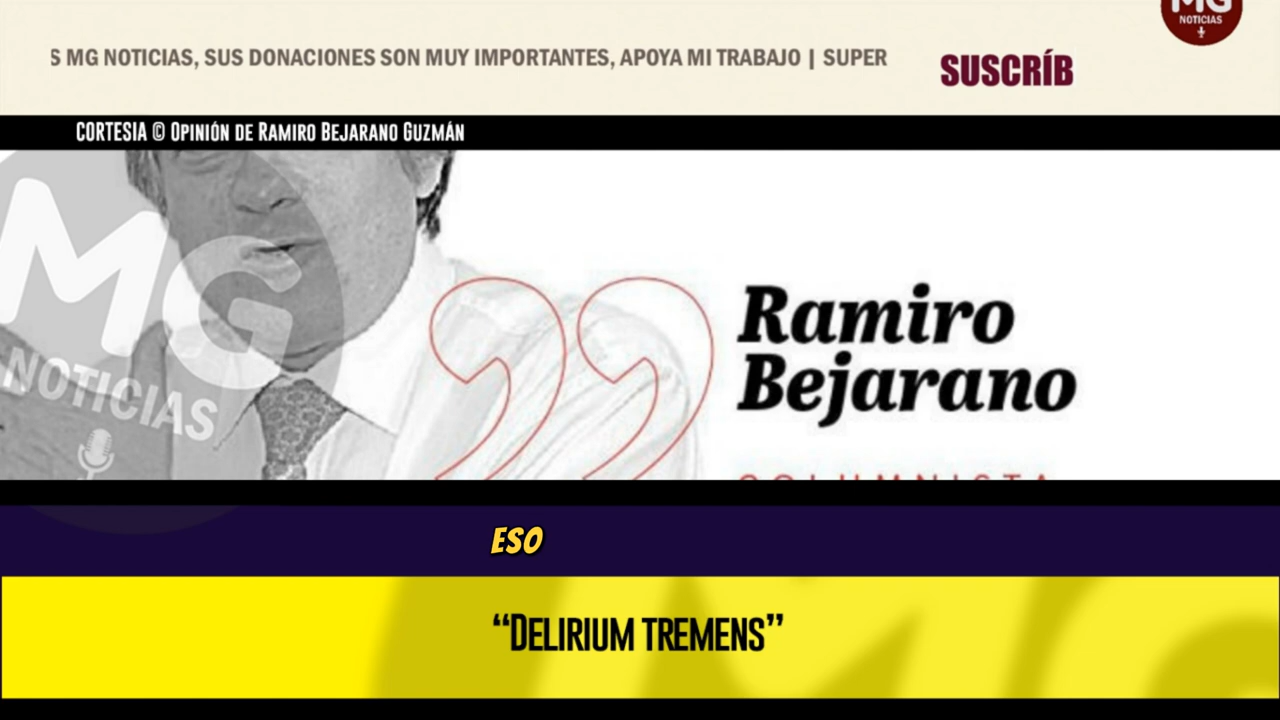 MG
NOTICIAS
S MG NOTICIAS, SUS DONACIONES SON MUY IMPORTANTES, APOYA MI TRABAJO | SUPER
SUSCRÍB
CORTESIA © OPINIÓN DE RAMIRO BEJARANO GUZMÁN
MG
NOTICIAS
Ramiro
Bejarano
COLUMNISTA
ESO
“DELIRIUM TREMENS”